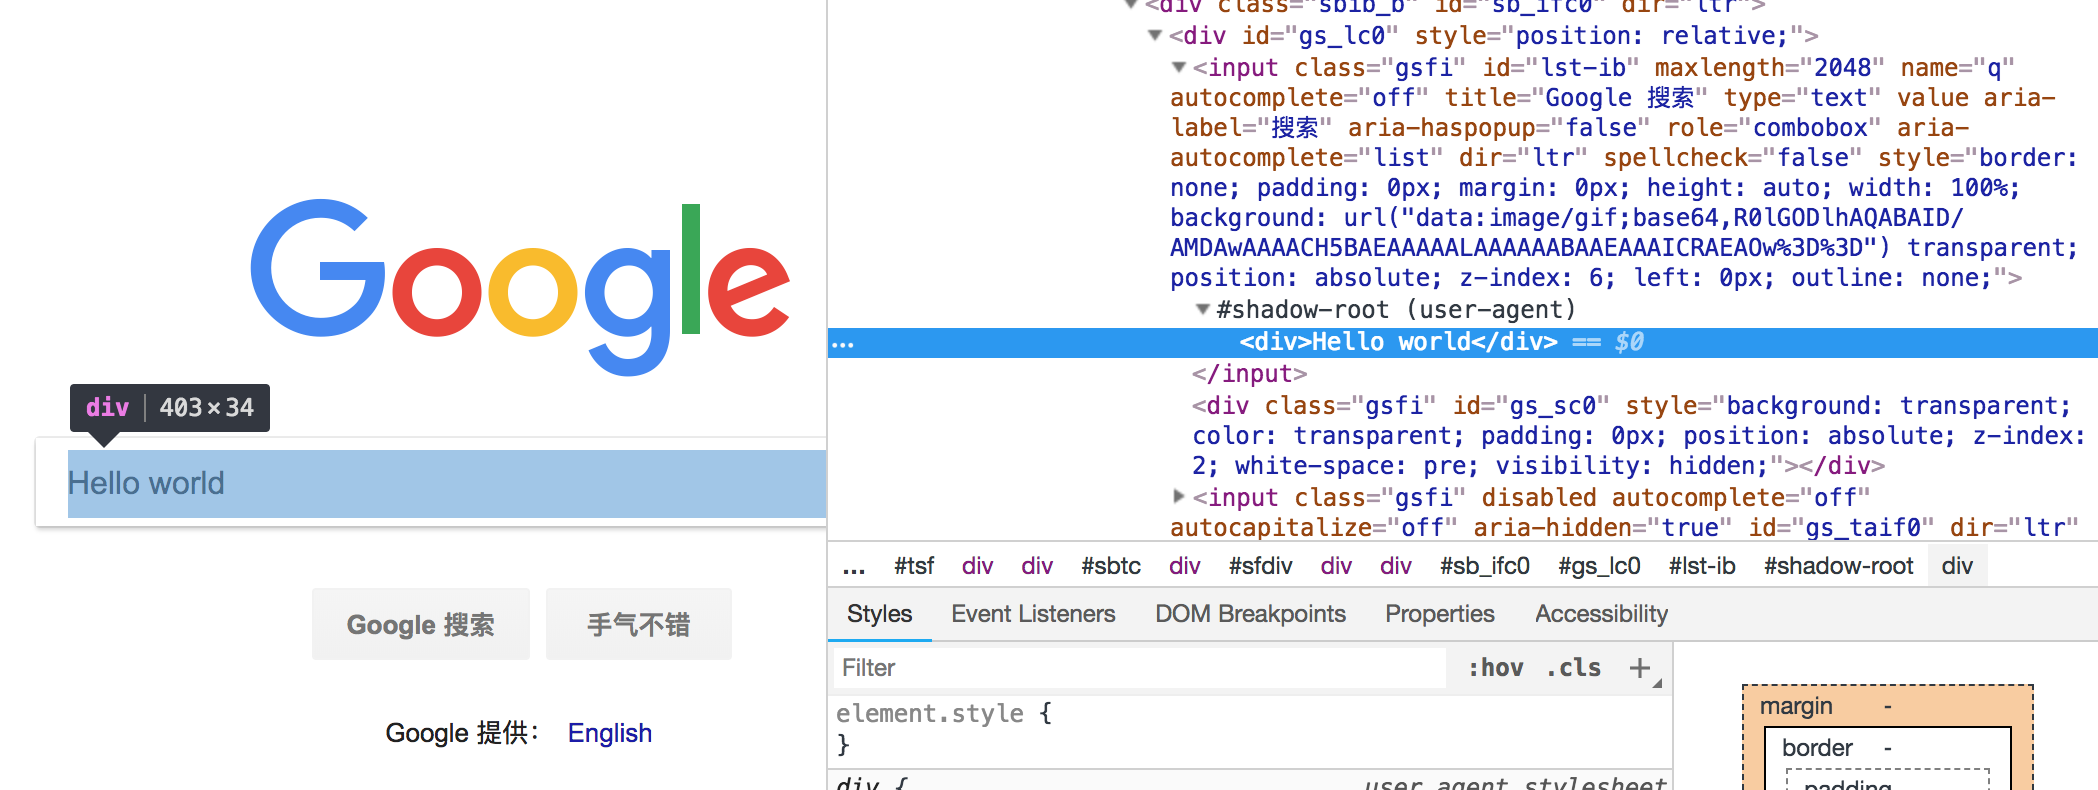 Google
div 403 × 34
Hello world
Google 搜索 手气不错
Google 提供： English
<div class="sbib_b" id="sb_ifc0" dir="ltr">
<div id="gs_lc0" style="position: relative;">
<input class="gsfi" id="lst-ib" maxlength="2048" name="q"
autocomplete="off" title="Google 搜索" type="text" value aria-
label="搜索" aria-haspopup="false" role="combobox" aria-
autocomplete="list" dir="ltr" spellcheck="false" style="border:
none; padding: 0px; margin: 0px; height: auto; width: 100%;
background: url("data:image/gif;base64,R0lGODlhAQABAID/
AMDAwAAAACH5BAEAAAAALAAAAAABAAEAAAICRAEAOw%3D%3D") transparent;
position: absolute; z-index: 6; left: 0px; outline: none;">
#shadow-root (user-agent)
... <div>Hello world</div> == $0
</input>
<div class="gsfi" id="gs_sc0" style="background: transparent;
color: transparent; padding: 0px; position: absolute; z-index:
2; white-space: pre; visibility: hidden;"></div>
<input class="gsfi" disabled autocomplete="off"
autocapitalize="off" aria-hidden="true" id="gs_taif0" dir="ltr"
... #tsf div div #sbtc div #sfdiv div div #sb_ifc0 #gs_lc0 #lst-ib #shadow-root div
Styles Event Listeners DOM Breakpoints Properties Accessibility
Filter :hov .cls +
element.style {
}
div { user agent stylesheet
margin -
border -
padding